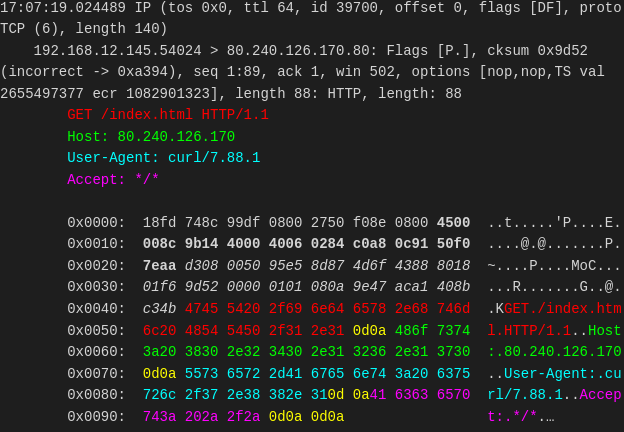 17:07:19.024489 IP (tos 0x0, ttl 64, id 39700, offset 0, flags [DF], proto
TCP (6), length 140)
    192.168.12.145.54024 > 80.240.126.170.80: Flags [P.], cksum 0x9d52
(incorrect -> 0xa394), seq 1:89, ack 1, win 502, options [nop,nop,TS val
2655497377 ecr 1082901323], length 88: HTTP, length: 88
        GET /index.html HTTP/1.1
        Host: 80.240.126.170
        User-Agent: curl/7.88.1
        Accept: */*

        0x0000:  18fd 748c 99df 0800 2750 f08e 0800 4500  ..t.....'P....E.
        0x0010:  008c 9b14 4000 4006 0284 c0a8 0c91 50f0  ....@.@.......P.
        0x0020:  7eaa d308 0050 95e5 8d87 4d6f 4388 8018  ~....P....MoC...
        0x0030:  01f6 9d52 0000 0101 080a 9e47 aca1 408b  ...R.......G..@.
        0x0040:  c34b 4745 5420 2f69 6e64 6578 2e68 746d  .KGET./index.htm
        0x0050:  6c20 4854 5450 2f31 2e31 0d0a 486f 7374  l.HTTP/1.1..Host
        0x0060:  3a20 3830 2e32 3430 2e31 3236 2e31 3730  :.80.240.126.170
        0x0070:  0d0a 5573 6572 2d41 6765 6e74 3a20 6375  ..User-Agent:.cu
        0x0080:  726c 2f37 2e38 382e 310d 0a41 6363 6570  rl/7.88.1..Accep
        0x0090:  743a 202a 2f2a 0d0a 0d0a  t:.*/*.…